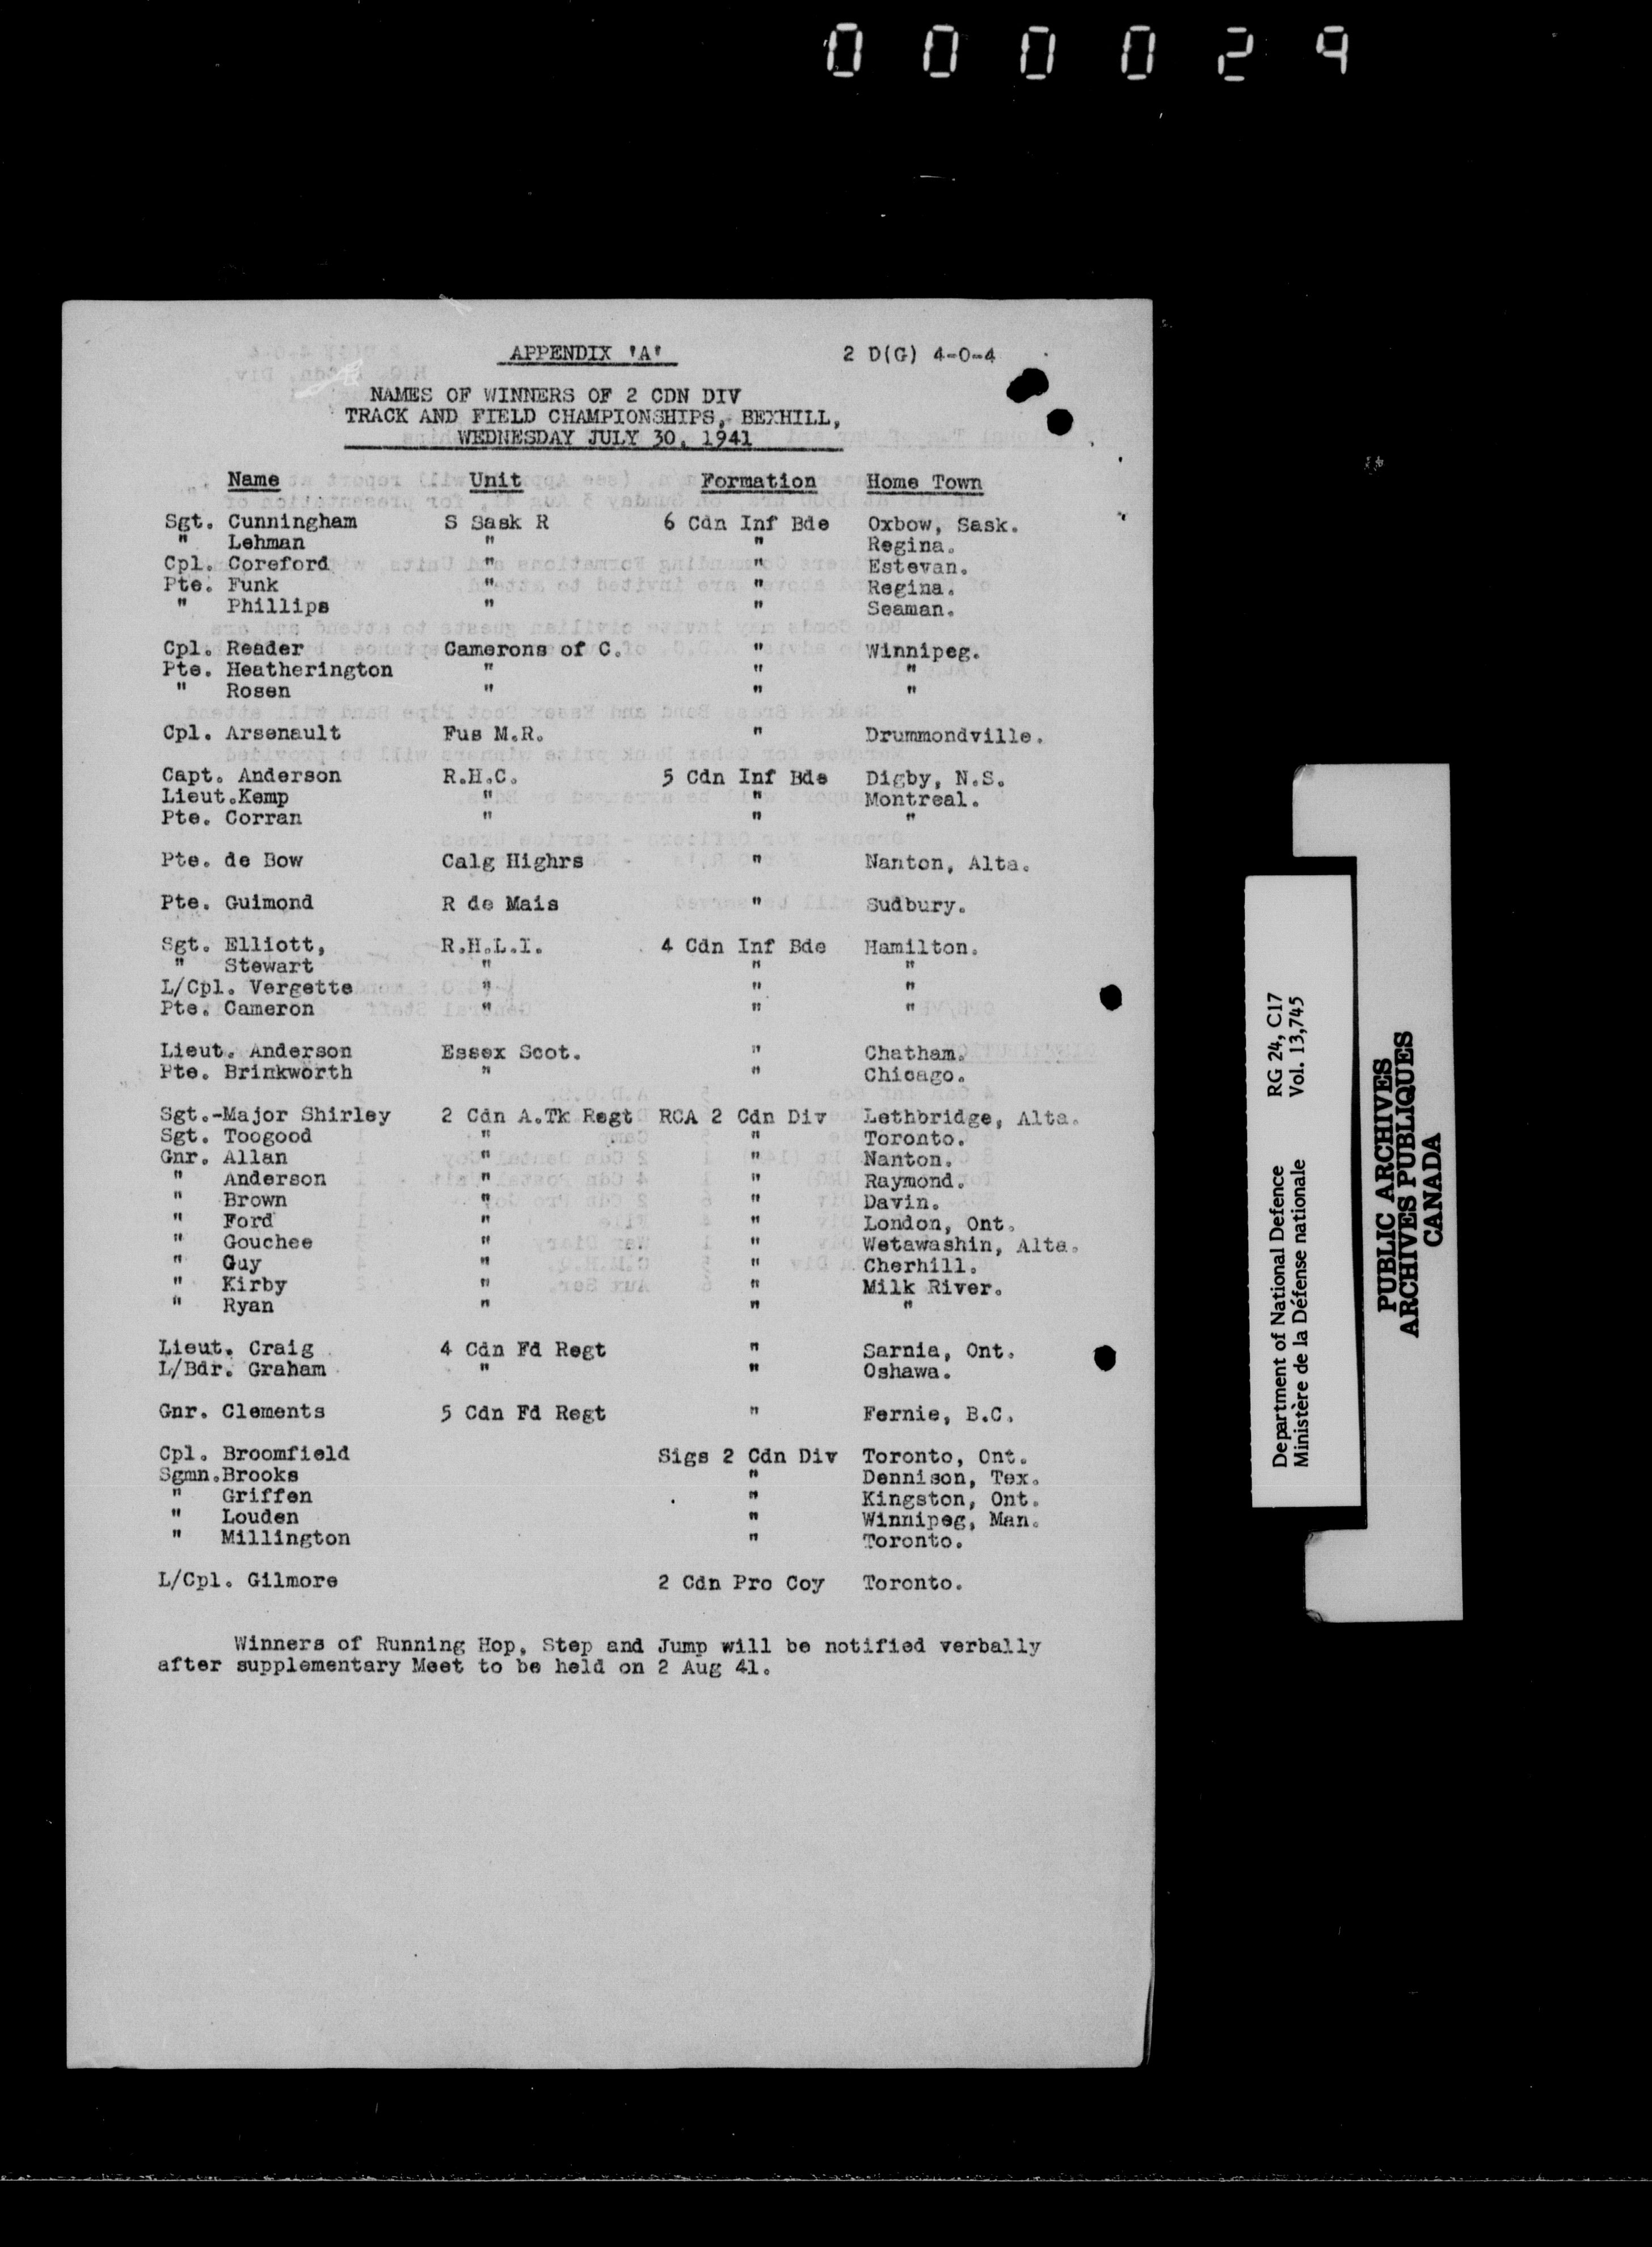 000029
APPENDIX 'A' 2 D(G) 4-0-4
NAMES OF WINNERS OF 2 CDN DIV
TRACK AND FIELD CHAMPIONSHIPS, BEXHILL,
WEDNESDAY JULY 30, 1941
Name Unit Formation Home Town
Sgt. Cunningham S Sask R 6 Cdn Inf Bde Oxbow, Sask.
" Lehman " " Regina.
Cpl. Coreford " " Estevan.
Pte. Funk " " Regina.
" Phillips " " Seaman.
Cpl. Reader Camerons of C. " Winnipeg.
Pte. Heatherington " " "
" Rosen " " "
Cpl. Arsenault Fus M.R. " Drummondville.
Capt. Anderson R.H.C. 5 Cdn Inf Bde Digby, N.S.
Lieut.Kemp " " Montreal.
Pte. Corran " " "
Pte. de Bow Calg Highrs " Nanton, Alta.
Pte. Guimond R de Mais " Sudbury.
Sgt. Elliott, R.H.L.I. 4 Cdn Inf Bde Hamilton.
" Stewart " " "
L/Cpl. Vergette " " "
Pte. Cameron " " "
Lieut. Anderson Essex Scot. " Chatham.
Pte. Brinkworth " " Chicago.
Sgt.-Major Shirley 2 Cdn A.Tk Regt RCA 2 Cdn Div Lethbridge, Alta.
Sgt. Toogood " " Toronto.
Gnr. Allan " " Nanton.
" Anderson " " Raymond.
" Brown " " Davin.
" Ford " " London, Ont.
" Gouchee " " Wetawashin, Alta.
" Guy " " Cherhill.
" Kirby " " Milk River.
" Ryan " " "
Lieut. Craig 4 Cdn Fd Regt " Sarnia, Ont.
L/Bdr. Graham " " Oshawa.
Gnr. Clements 5 Cdn Fd Regt " Fernie, B.C.
Cpl. Broomfield Sigs 2 Cdn Div Toronto, Ont.
Sgmn.Brooks " Dennison, Tex.
" Griffen " Kingston, Ont.
" Louden " Winnipeg, Man.
" Millington " Toronto.
L/Cpl. Gilmore 2 Cdn Pro Coy Toronto.
Winners of Running Hop, Step and Jump will be notified verbally
after supplementary Meet to be held on 2 Aug 41.
Department of National Defence RG 24, C17
Ministère de la Défense nationale Vol. 13,745
PUBLIC ARCHIVES
ARCHIVES PUBLIQUES
CANADA